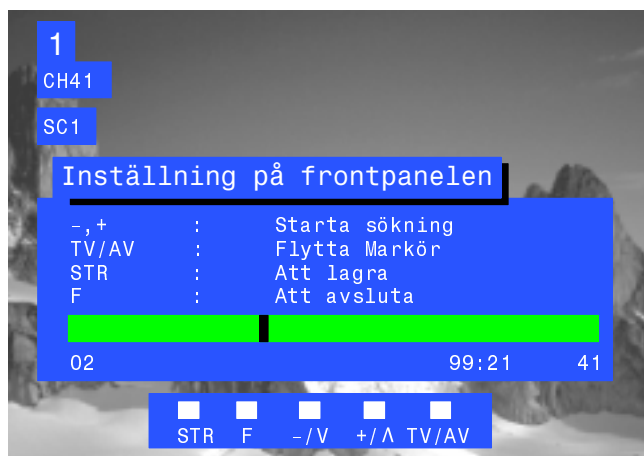 1
CH41
SC1
Inställning på frontpanelen
-,+ : Starta sökning
TV/AV : Flytta Markör
STR : Att lagra
F : Att avsluta
02 99:21 41
STR F -/V +/Λ TV/AV